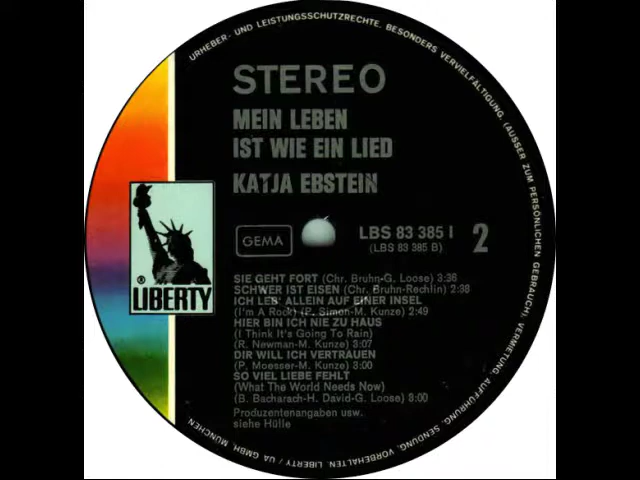 URHEBER- UND LEISTUNGSSCHUTZRECHTE, BESONDERS VERVIELFÄLTIGUNG, (AUSSER ZUM PERSÖNLICHEN GEBRAUCH), VERMIETUNG, AUFFÜHRUNG, SENDUNG, VORBEHALTEN. LIBERTY / UA GMBH, MÜNCHEN
STEREO
MEIN LEBEN
IST WIE EIN LIED
KATJA EBSTEIN
GEMA
LBS 83 385 I
(LBS 83 385 B)
2
® LIBERTY
SIE GEHT FORT (Chr. Bruhn-G. Loose) 3:36
SCHWER IST EISEN (Chr. Bruhn-Rechlin) 2:38
ICH LEB' ALLEIN AUF EINER INSEL
(I'm A Rock) (P. Simon-M. Kunze) 2:49
HIER BIN ICH NIE ZU HAUS
(I Think It's Going To Rain)
(R. Newman-M. Kunze) 3:07
DIR WILL ICH VERTRAUEN
(P. Moesser-M. Kunze) 3:00
SO VIEL LIEBE FEHLT
(What The World Needs Now)
(B. Bacharach-H. David-G. Loose) 3:00
Produzentenangaben usw.
siehe Hülle